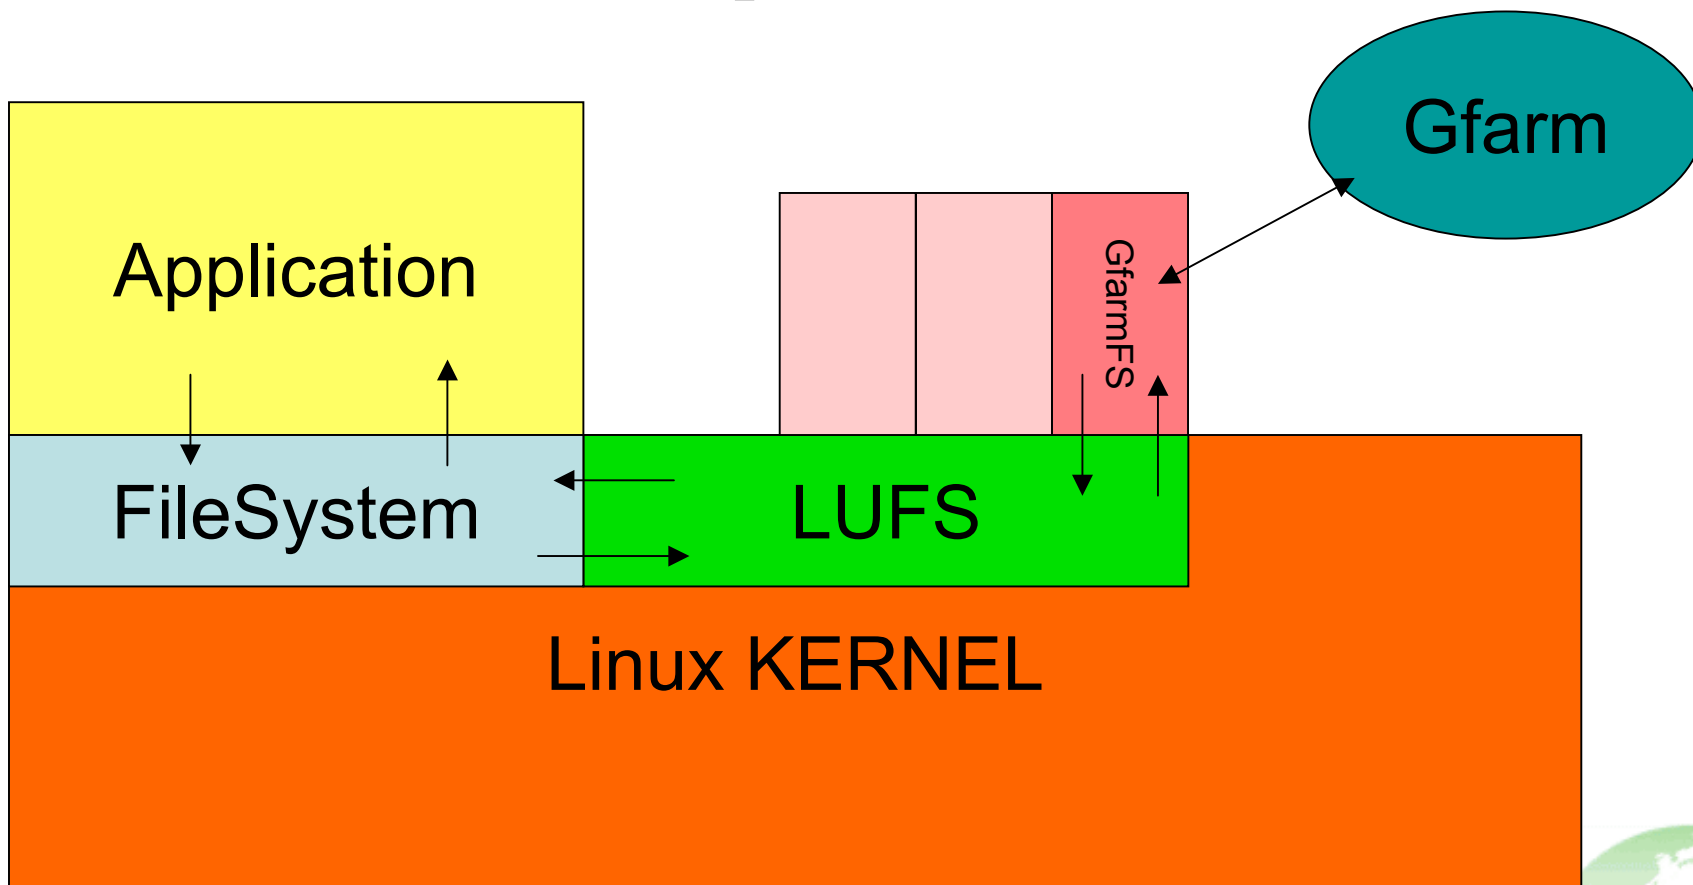 Gfarm
Application
GfarmFS
FileSystem
LUFS
Linux KERNEL